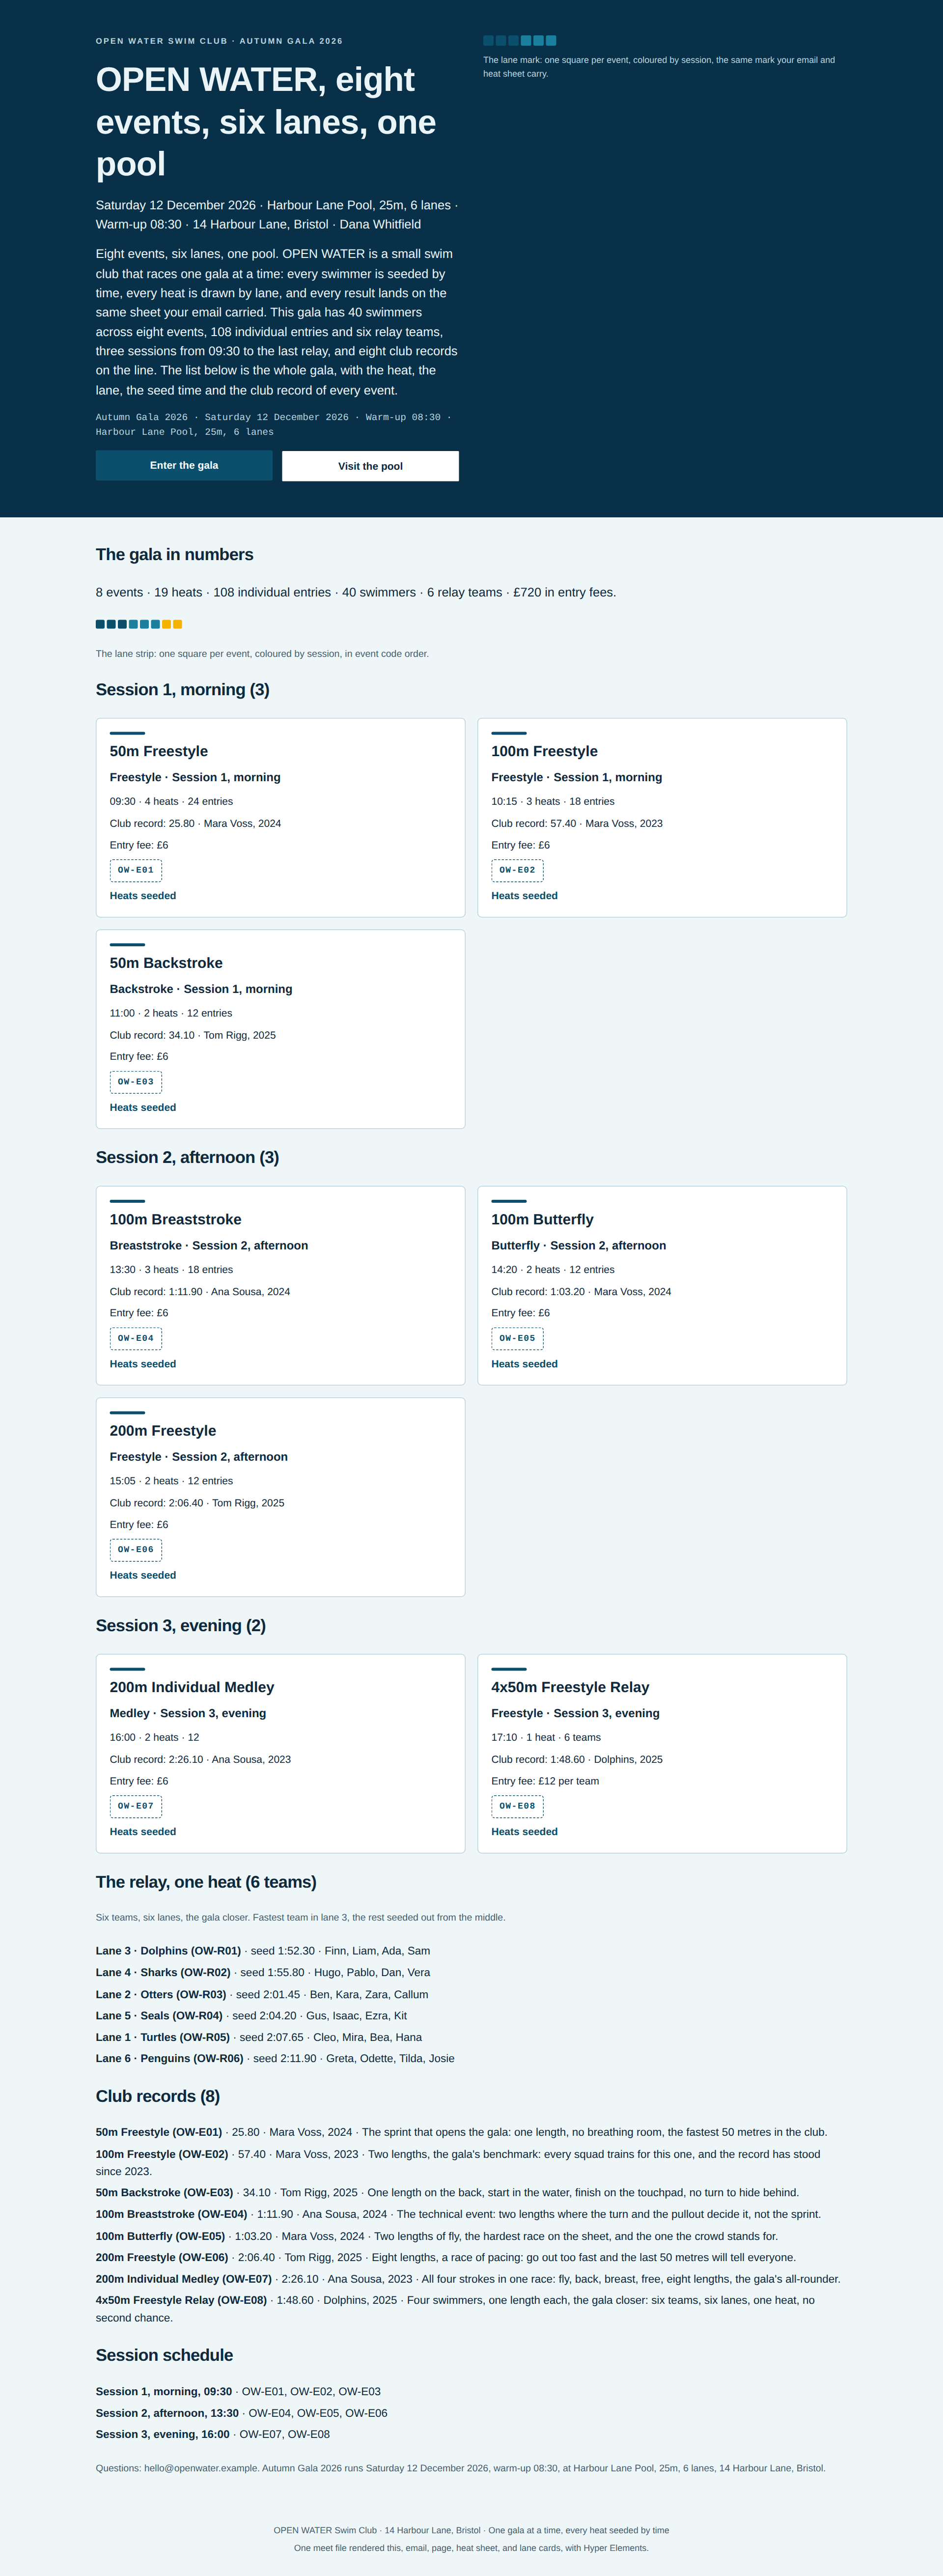 OPEN WATER SWIM CLUB · AUTUMN GALA 2026
OPEN WATER, eight
events, six lanes, one
pool
Saturday 12 December 2026 · Harbour Lane Pool, 25m, 6 lanes ·
Warm-up 08:30 · 14 Harbour Lane, Bristol · Dana Whitfield
Eight events, six lanes, one pool. OPEN WATER is a small swim
club that races one gala at a time: every swimmer is seeded by
time, every heat is drawn by lane, and every result lands on the
same sheet your email carried. This gala has 40 swimmers
across eight events, 108 individual entries and six relay teams,
three sessions from 09:30 to the last relay, and eight club records
on the line. The list below is the whole gala, with the heat, the
lane, the seed time and the club record of every event.
Autumn Gala 2026 · Saturday 12 December 2026 · Warm-up 08:30 ·
Harbour Lane Pool, 25m, 6 lanes
Enter the gala
Visit the pool
The lane mark: one square per event, coloured by session, the same mark your email and
heat sheet carry.
The gala in numbers
8 events · 19 heats · 108 individual entries · 40 swimmers · 6 relay teams · £720 in entry fees.
The lane strip: one square per event, coloured by session, in event code order.
Session 1, morning (3)
50m Freestyle
Freestyle · Session 1, morning
09:30 · 4 heats · 24 entries
Club record: 25.80 · Mara Voss, 2024
Entry fee: £6
OW-E01
Heats seeded
100m Freestyle
Freestyle · Session 1, morning
10:15 · 3 heats · 18 entries
Club record: 57.40 · Mara Voss, 2023
Entry fee: £6
OW-E02
Heats seeded
50m Backstroke
Backstroke · Session 1, morning
11:00 · 2 heats · 12 entries
Club record: 34.10 · Tom Rigg, 2025
Entry fee: £6
OW-E03
Heats seeded
Session 2, afternoon (3)
100m Breaststroke
Breaststroke · Session 2, afternoon
13:30 · 3 heats · 18 entries
Club record: 1:11.90 · Ana Sousa, 2024
Entry fee: £6
OW-E04
Heats seeded
100m Butterfly
Butterfly · Session 2, afternoon
14:20 · 2 heats · 12 entries
Club record: 1:03.20 · Mara Voss, 2024
Entry fee: £6
OW-E05
Heats seeded
200m Freestyle
Freestyle · Session 2, afternoon
15:05 · 2 heats · 12 entries
Club record: 2:06.40 · Tom Rigg, 2025
Entry fee: £6
OW-E06
Heats seeded
Session 3, evening (2)
200m Individual Medley
Medley · Session 3, evening
16:00 · 2 heats · 12
Club record: 2:26.10 · Ana Sousa, 2023
Entry fee: £6
OW-E07
Heats seeded
4x50m Freestyle Relay
Freestyle · Session 3, evening
17:10 · 1 heat · 6 teams
Club record: 1:48.60 · Dolphins, 2025
Entry fee: £12 per team
OW-E08
Heats seeded
The relay, one heat (6 teams)
Six teams, six lanes, the gala closer. Fastest team in lane 3, the rest seeded out from the middle.
Lane 3 · Dolphins (OW-R01) · seed 1:52.30 · Finn, Liam, Ada, Sam
Lane 4 · Sharks (OW-R02) · seed 1:55.80 · Hugo, Pablo, Dan, Vera
Lane 2 · Otters (OW-R03) · seed 2:01.45 · Ben, Kara, Zara, Callum
Lane 5 · Seals (OW-R04) · seed 2:04.20 · Gus, Isaac, Ezra, Kit
Lane 1 · Turtles (OW-R05) · seed 2:07.65 · Cleo, Mira, Bea, Hana
Lane 6 · Penguins (OW-R06) · seed 2:11.90 · Greta, Odette, Tilda, Josie
Club records (8)
50m Freestyle (OW-E01) · 25.80 · Mara Voss, 2024 · The sprint that opens the gala: one length, no breathing room, the fastest 50 metres in the club.
100m Freestyle (OW-E02) · 57.40 · Mara Voss, 2023 · Two lengths, the gala's benchmark: every squad trains for this one, and the record has stood
since 2023.
50m Backstroke (OW-E03) · 34.10 · Tom Rigg, 2025 · One length on the back, start in the water, finish on the touchpad, no turn to hide behind.
100m Breaststroke (OW-E04) · 1:11.90 · Ana Sousa, 2024 · The technical event: two lengths where the turn and the pullout decide it, not the sprint.
100m Butterfly (OW-E05) · 1:03.20 · Mara Voss, 2024 · Two lengths of fly, the hardest race on the sheet, and the one the crowd stands for.
200m Freestyle (OW-E06) · 2:06.40 · Tom Rigg, 2025 · Eight lengths, a race of pacing: go out too fast and the last 50 metres will tell everyone.
200m Individual Medley (OW-E07) · 2:26.10 · Ana Sousa, 2023 · All four strokes in one race: fly, back, breast, free, eight lengths, the gala's all-rounder.
4x50m Freestyle Relay (OW-E08) · 1:48.60 · Dolphins, 2025 · Four swimmers, one length each, the gala closer: six teams, six lanes, one heat, no
second chance.
Session schedule
Session 1, morning, 09:30 · OW-E01, OW-E02, OW-E03
Session 2, afternoon, 13:30 · OW-E04, OW-E05, OW-E06
Session 3, evening, 16:00 · OW-E07, OW-E08
Questions: hello@openwater.example. Autumn Gala 2026 runs Saturday 12 December 2026, warm-up 08:30, at Harbour Lane Pool, 25m, 6 lanes, 14 Harbour Lane, Bristol.
OPEN WATER Swim Club · 14 Harbour Lane, Bristol · One gala at a time, every heat seeded by time
One meet file rendered this, email, page, heat sheet, and lane cards, with Hyper Elements.